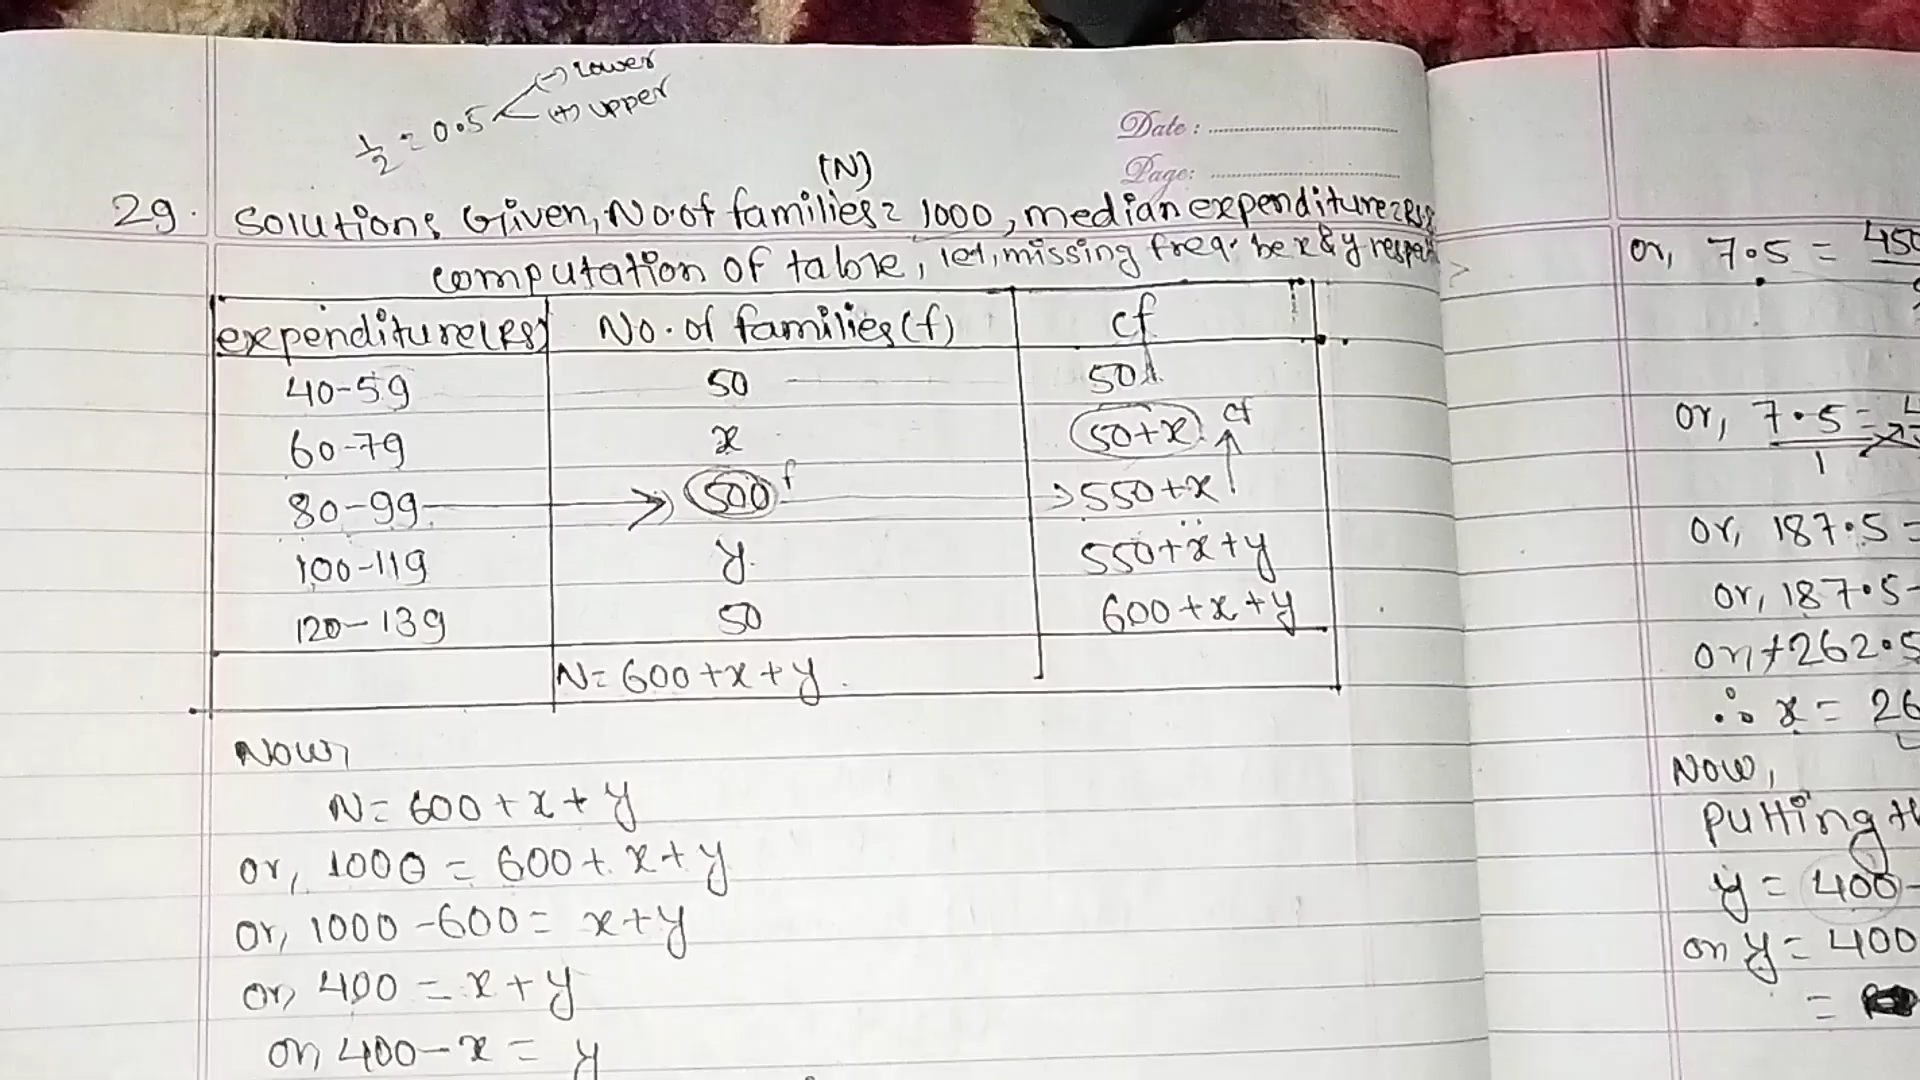 1/2 = 0.5 (-) lower
(+) upper
Date :
Page:
(N)
29. Solution: Given, No. of families = 1000, median expenditure = Rs
computation of table, let, missing freq. be x & y
expenditure(RS) No. of families (f) cf
40-59 50 50
60-79 x 50+x cf
80-99 500 f 550+x
100-119 y 550+x+y
120-139 50 600+x+y
N= 600+x+y
Now,
N= 600+x+y
or, 1000 = 600+x+y
or, 1000-600= x+y
or, 400 = x+y
or, 400-x = y
or, 7.5 = 450
or, 7.5 =
1
or, 187.5 =
or, 187.5-
or, +262.5
∴ x = 26
Now,
Putting
y = 400-
or y = 400
=